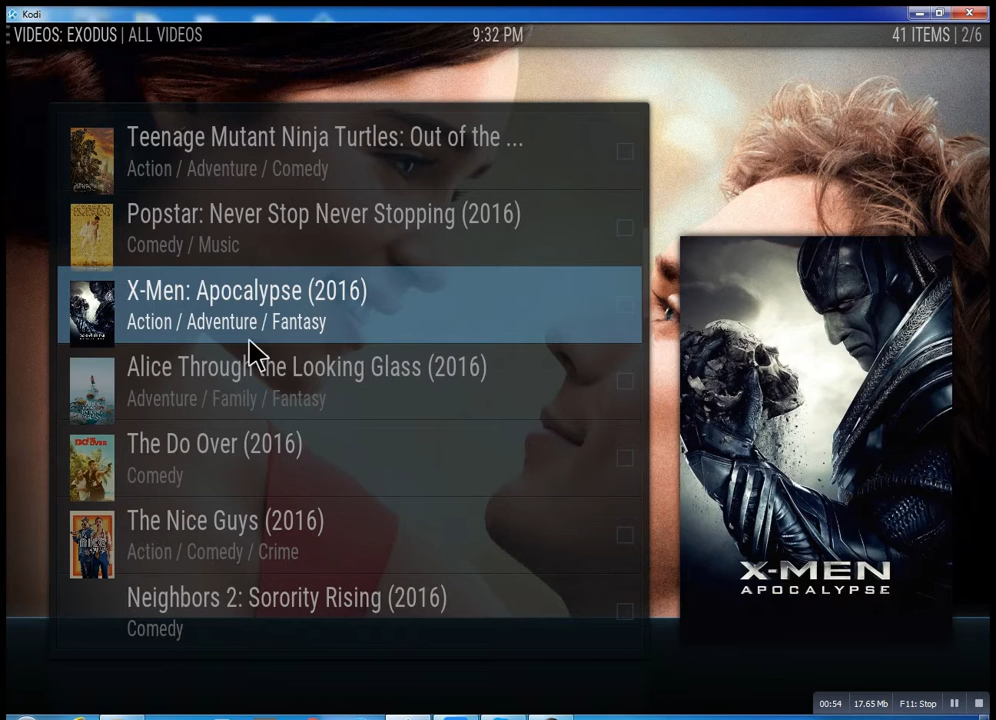 Kodi
VIDEOS: EXODUS | ALL VIDEOS
9:32 PM
41 ITEMS | 2/6
Teenage Mutant Ninja Turtles: Out of the ...
Action / Adventure / Comedy
Popstar: Never Stop Never Stopping (2016)
Comedy / Music
X-Men: Apocalypse (2016)
Action / Adventure / Fantasy
Alice Through the Looking Glass (2016)
Adventure / Family / Fantasy
The Do Over (2016)
Comedy
The Nice Guys (2016)
Action / Comedy / Crime
Neighbors 2: Sorority Rising (2016)
Comedy
X-MEN
APOCALYPSE
00:54
17.65 Mb
F11: Stop